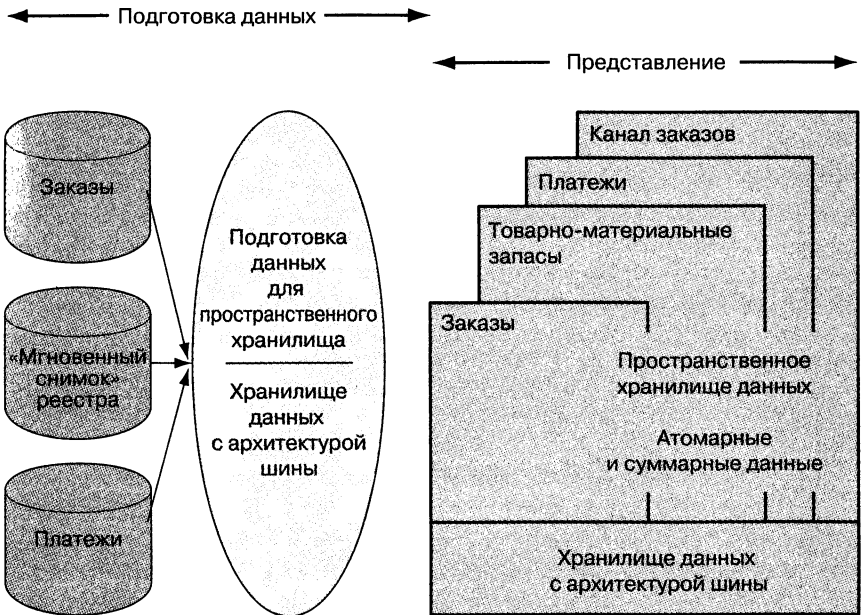 Подготовка данных
Представление
Заказы
«Мгновенный
снимок»
реестра
Платежи
Подготовка
данных
для
пространственного
хранилища
Хранилище
данных
с архитектурой
шины
Канал заказов
Платежи
Товарно-материальные
запасы
Заказы
Пространственное
хранилище данных
Атомарные
и суммарные данные
Хранилище данных
с архитектурой шины